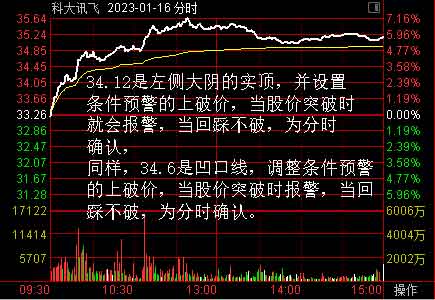 科大讯飞 2023-01-16 分时
35.64 7.16%
35.24 5.96%
34.85 4.77%
34.45 3.58%
34.05 2.39%
33.66 1.19%
33.26 0.00%
32.86 1.19%
32.47 2.39%
32.07 3.58%
31.68 4.77%
31.28 5.96%
17122 6006万
11414 4004万
5707 2002万
34.12是左侧大阴的实顶，并设置
条件预警的上破价，当股价突破时
就会报警，当回踩不破，为分时
确认，
同样，34.6是凹口线，调整条件预警
的上破价，当股价突破时报警，当回
踩不破，为分时确认。
09:30 10:30 13:00 14:00 15:00 操作